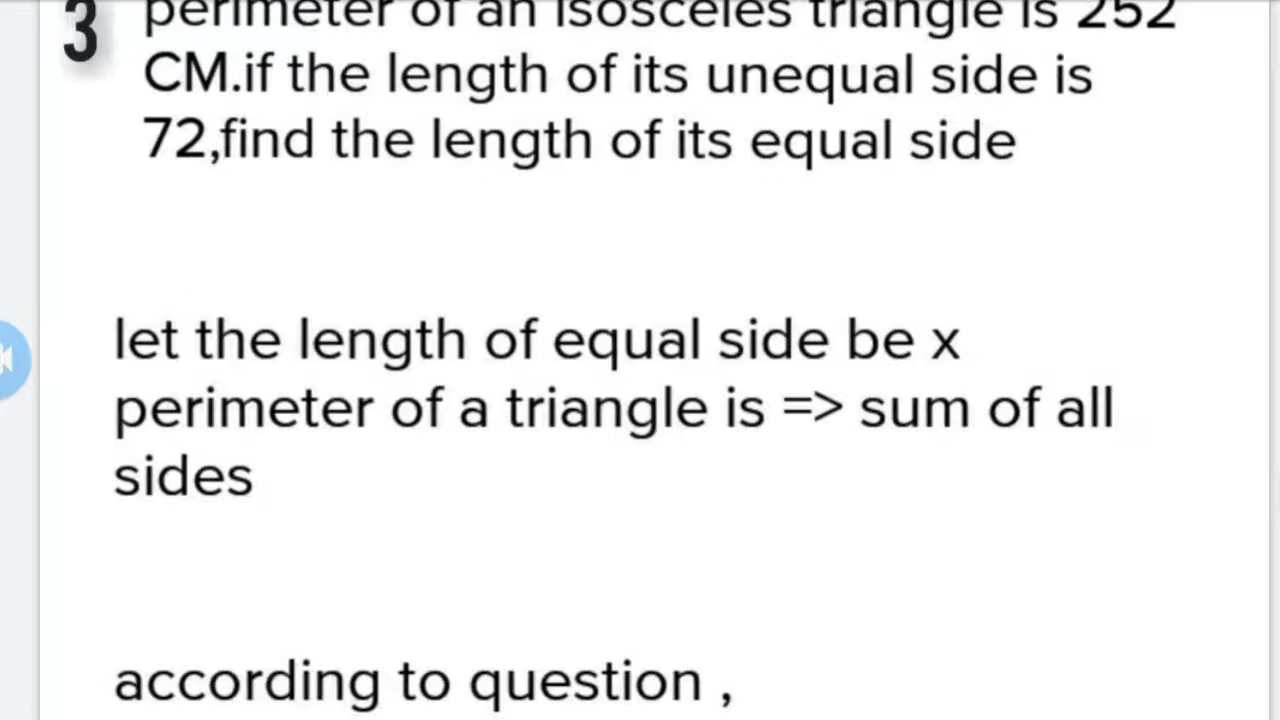 3 perimeter of an isosceles triangle is 252
CM.if the length of its unequal side is
72,find the length of its equal side
let the length of equal side be x
perimeter of a triangle is => sum of all
sides
according to question ,